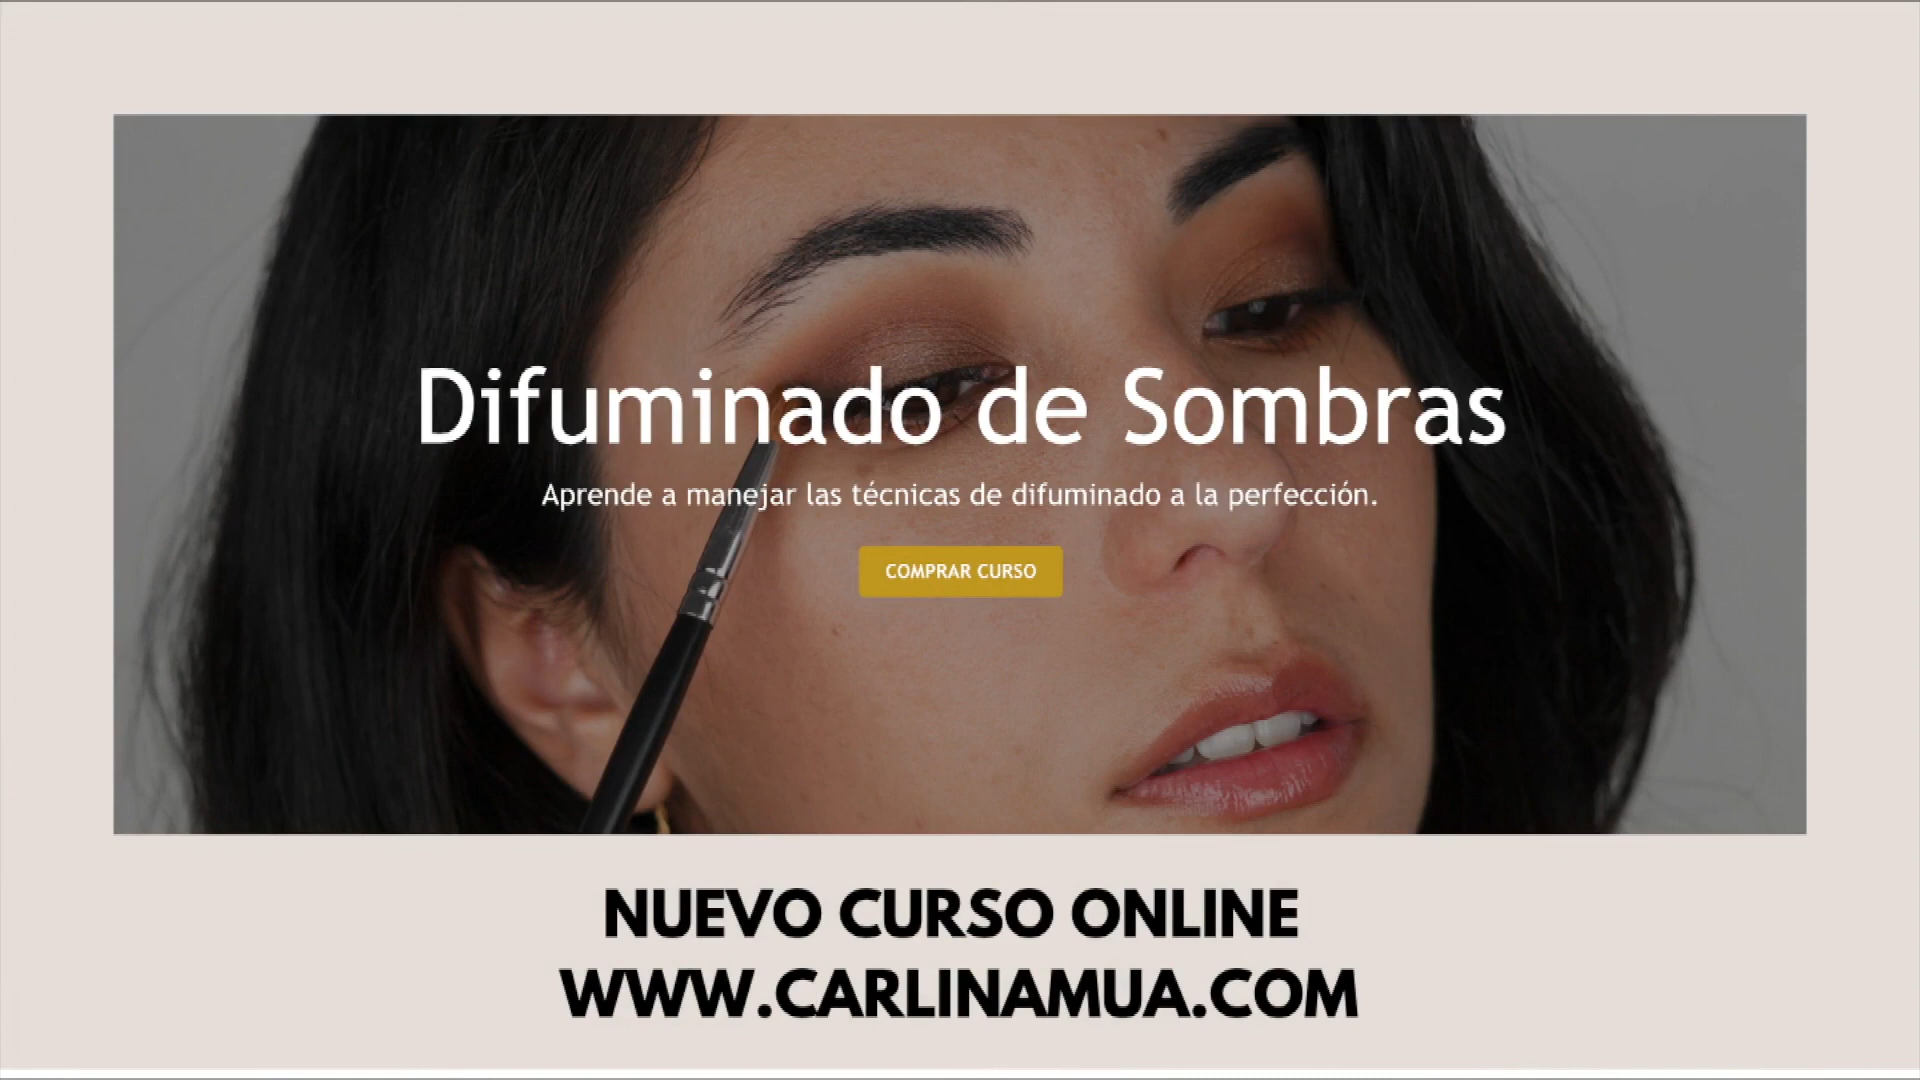 Difuminado de Sombras
Aprende a manejar las técnicas de difuminado a la perfección.
COMPRAR CURSO
NUEVO CURSO ONLINE
WWW.CARLINAMUA.COM